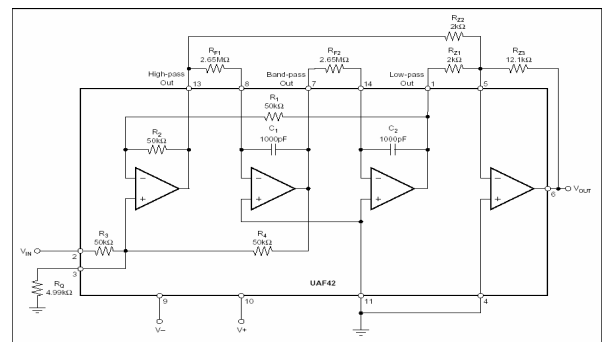 RZ2
2kΩ
RF1
2.65MΩ
RF2
2.65MΩ
RZ1
2kΩ
RZ3
12.1kΩ
High-pass
Out
Band-pass
Out
Low-pass
Out
13
8
7
14
1
5
R1
50kΩ
R2
50kΩ
C1
1000pF
C2
1000pF
−
+
−
+
−
+
−
+
6
VOUT
VIN
2
R3
50kΩ
R4
50kΩ
3
RQ
4.99kΩ
UAF42
9
10
11
4
V−
V+